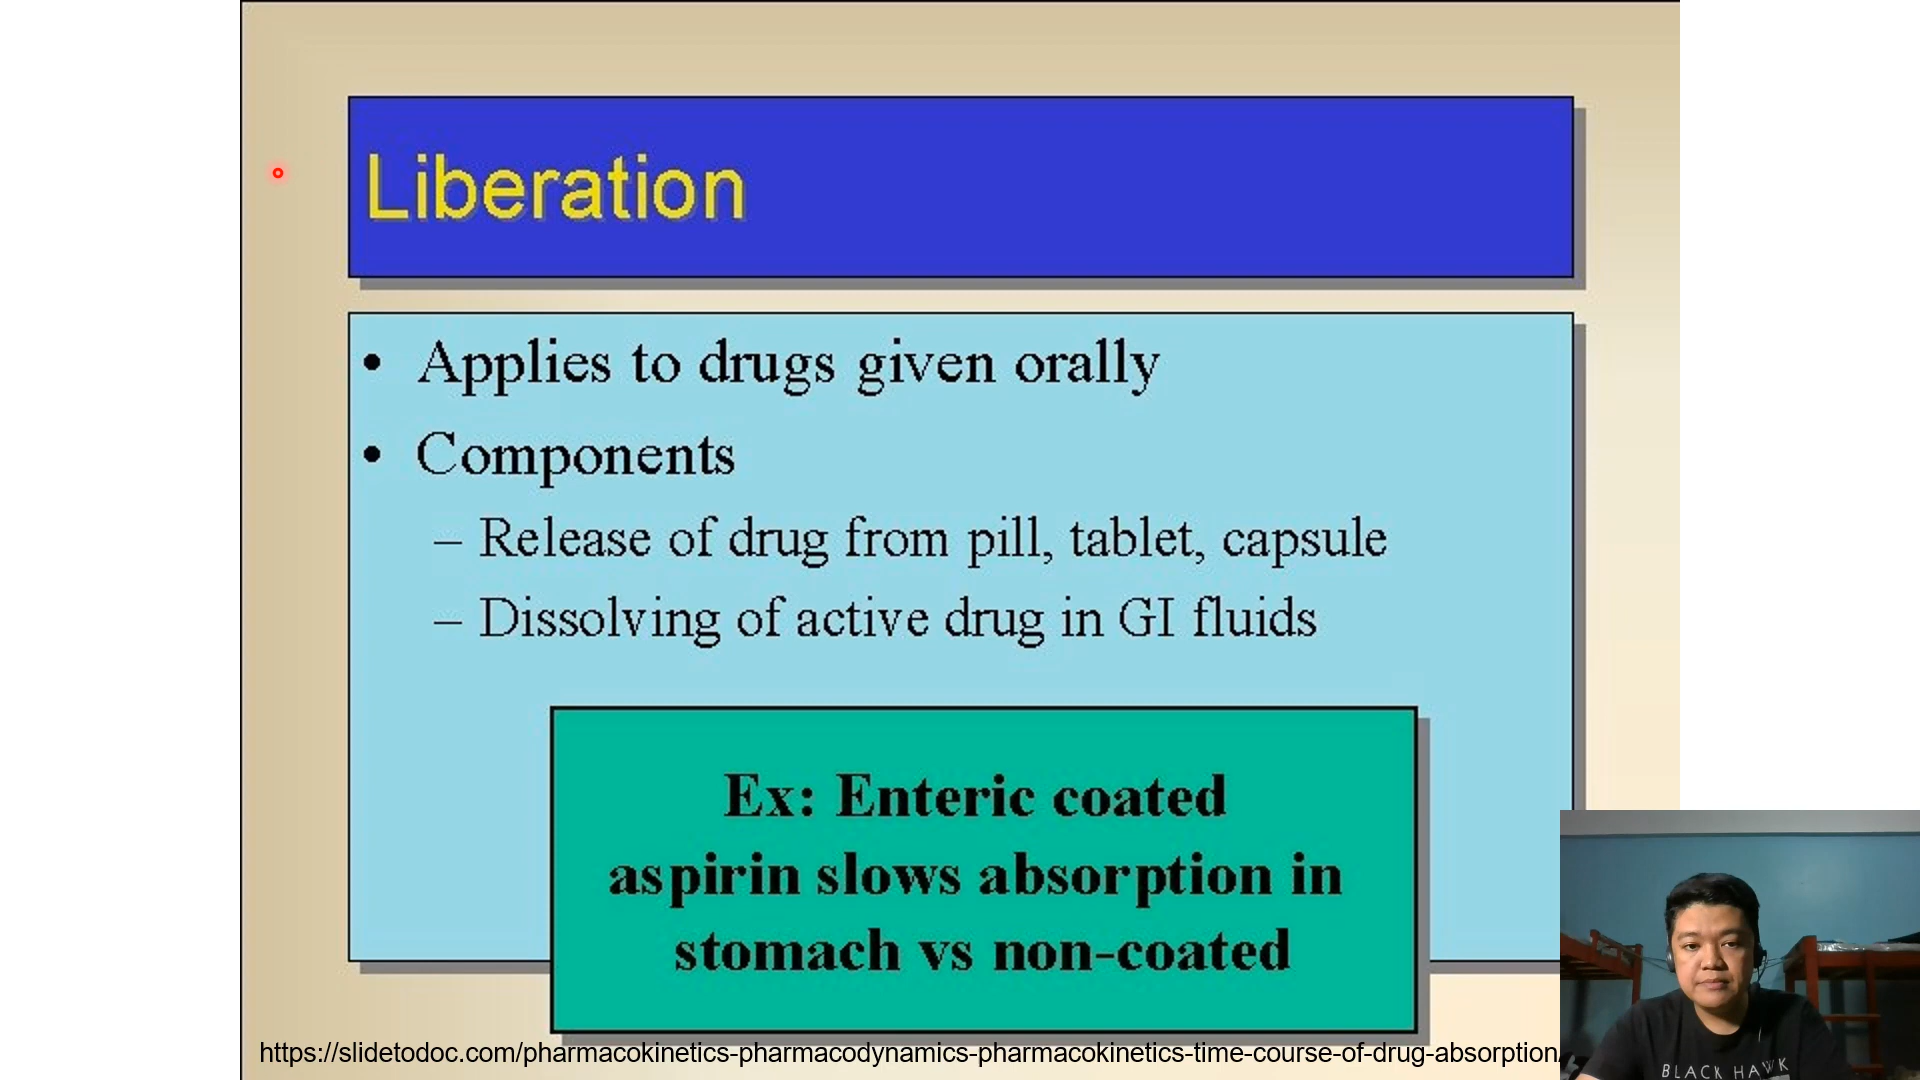 Liberation
• Applies to drugs given orally
• Components
– Release of drug from pill, tablet, capsule
– Dissolving of active drug in GI fluids
Ex: Enteric coated
aspirin slows absorption in
stomach vs non-coated
https://slidetodoc.com/pharmacokinetics-pharmacodynamics-pharmacokinetics-time-course-of-drug-absorption/
BLACK HAWK